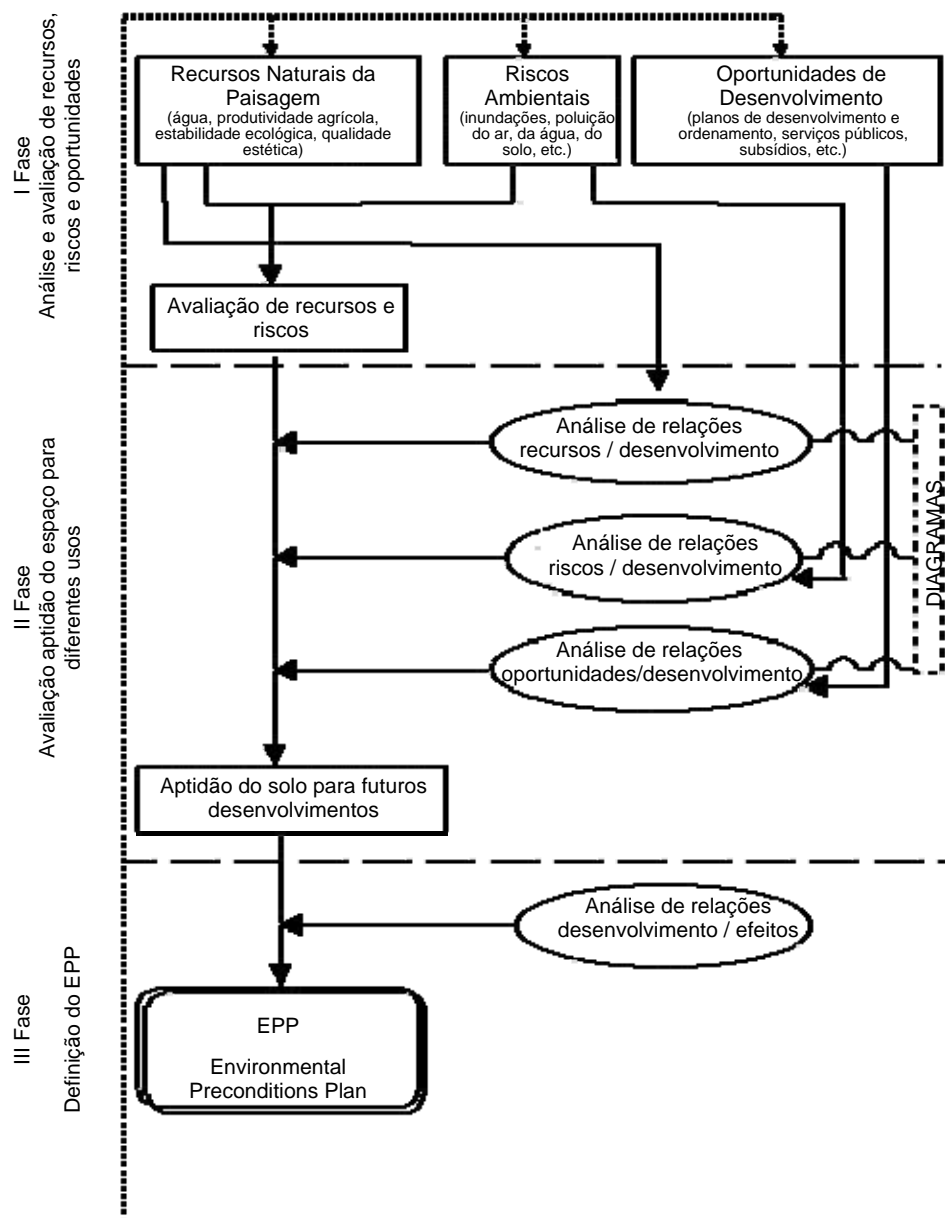 I Fase
Análise e avaliação de recursos,
riscos e oportunidades
Recursos Naturais da
Paisagem
(água, produtividade agrícola,
estabilidade ecológica, qualidade
estética)
Riscos
Ambientais
(inundações, poluição
do ar, da água, do
solo, etc.)
Oportunidades de
Desenvolvimento
(planos de desenvolvimento e
ordenamento, serviços públicos,
subsídios, etc.)
Avaliação de recursos e
riscos
II Fase
Avaliação aptidão do espaço para
diferentes usos
Análise de relações
recursos / desenvolvimento
Análise de relações
riscos / desenvolvimento
Análise de relações
oportunidades/desenvolvimento
DIAGRAMAS
Aptidão do solo para futuros
desenvolvimentos
III Fase
Definição do EPP
Análise de relações
desenvolvimento / efeitos
EPP
Environmental
Preconditions Plan